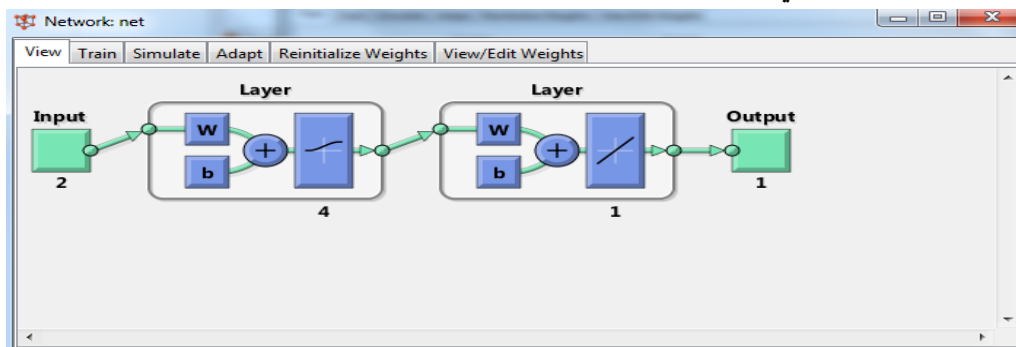 Network: net
View Train Simulate Adapt Reinitialize Weights View/Edit Weights
Layer Layer
Input Output
W W
b b
2 4 1 1